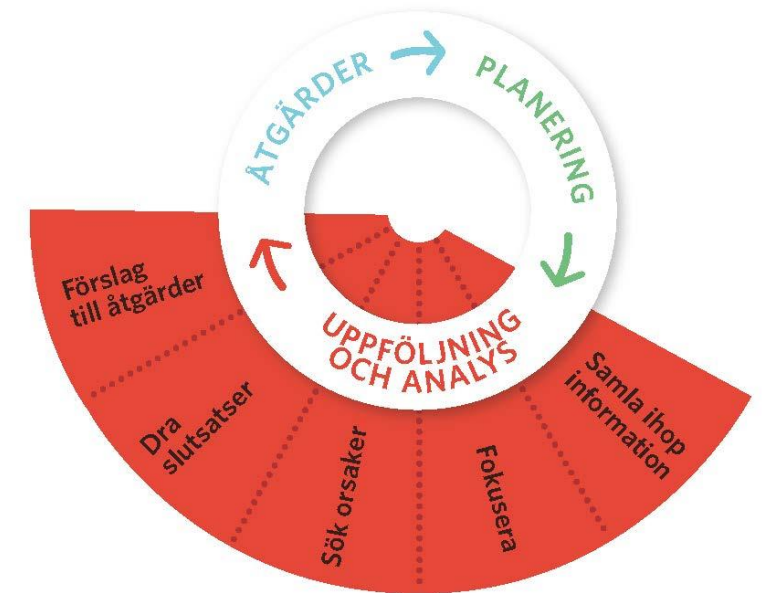 ÅTGÄRDER
PLANERING
UPPFÖLJNING
OCH ANALYS
Samla ihop
information
Fokusera
Sök orsaker
Dra
slutsatser
Förslag
till åtgärder